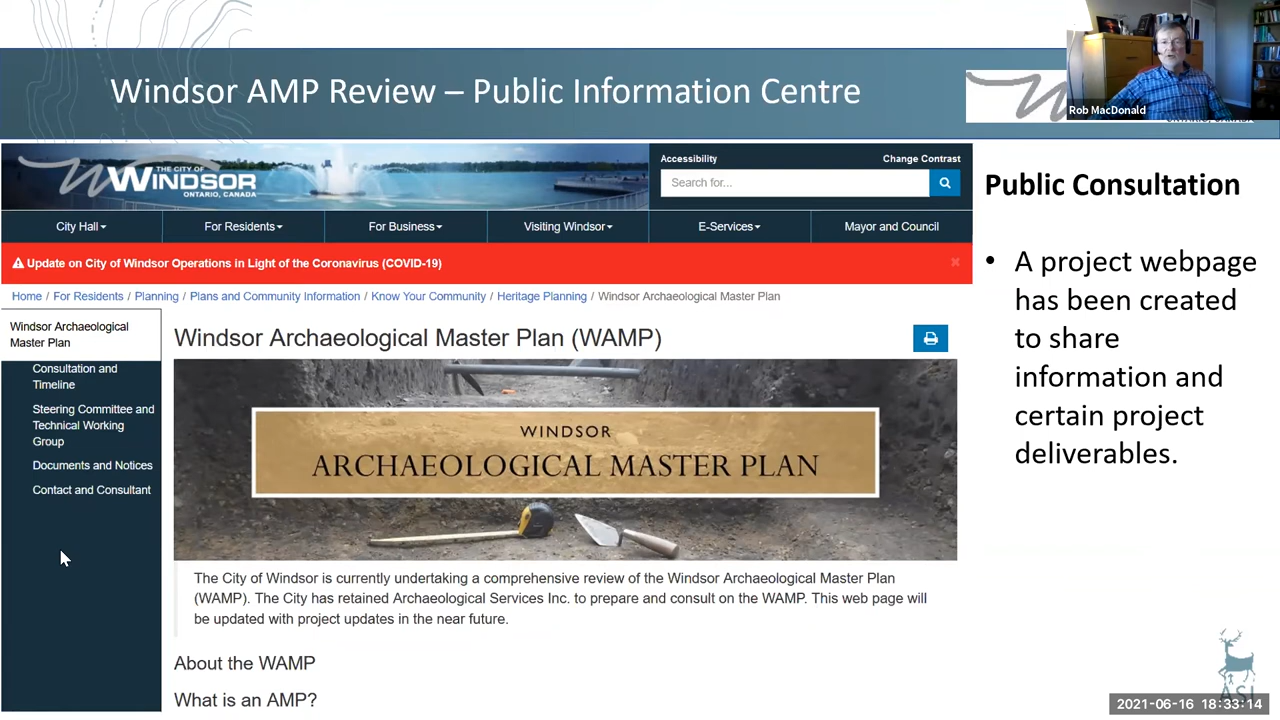 Windsor AMP Review – Public Information Centre
Rob MacDonald
THE CITY OF
WINDSOR
ONTARIO, CANADA
Accessibility
Change Contrast
Search for...
City Hall
For Residents
For Business
Visiting Windsor
E-Services
Mayor and Council
Update on City of Windsor Operations in Light of the Coronavirus (COVID-19)
Home / For Residents / Planning / Plans and Community Information / Know Your Community / Heritage Planning / Windsor Archaeological Master Plan
Windsor Archaeological
Master Plan
Consultation and
Timeline
Steering Committee and
Technical Working
Group
Documents and Notices
Contact and Consultant
Windsor Archaeological Master Plan (WAMP)
WINDSOR
ARCHAEOLOGICAL MASTER PLAN
The City of Windsor is currently undertaking a comprehensive review of the Windsor Archaeological Master Plan
(WAMP). The City has retained Archaeological Services Inc. to prepare and consult on the WAMP. This web page will
be updated with project updates in the near future.
About the WAMP
What is an AMP?
Public Consultation
• A project webpage
has been created
to share
information and
certain project
deliverables.
ASI
2021-06-16 18:33:14